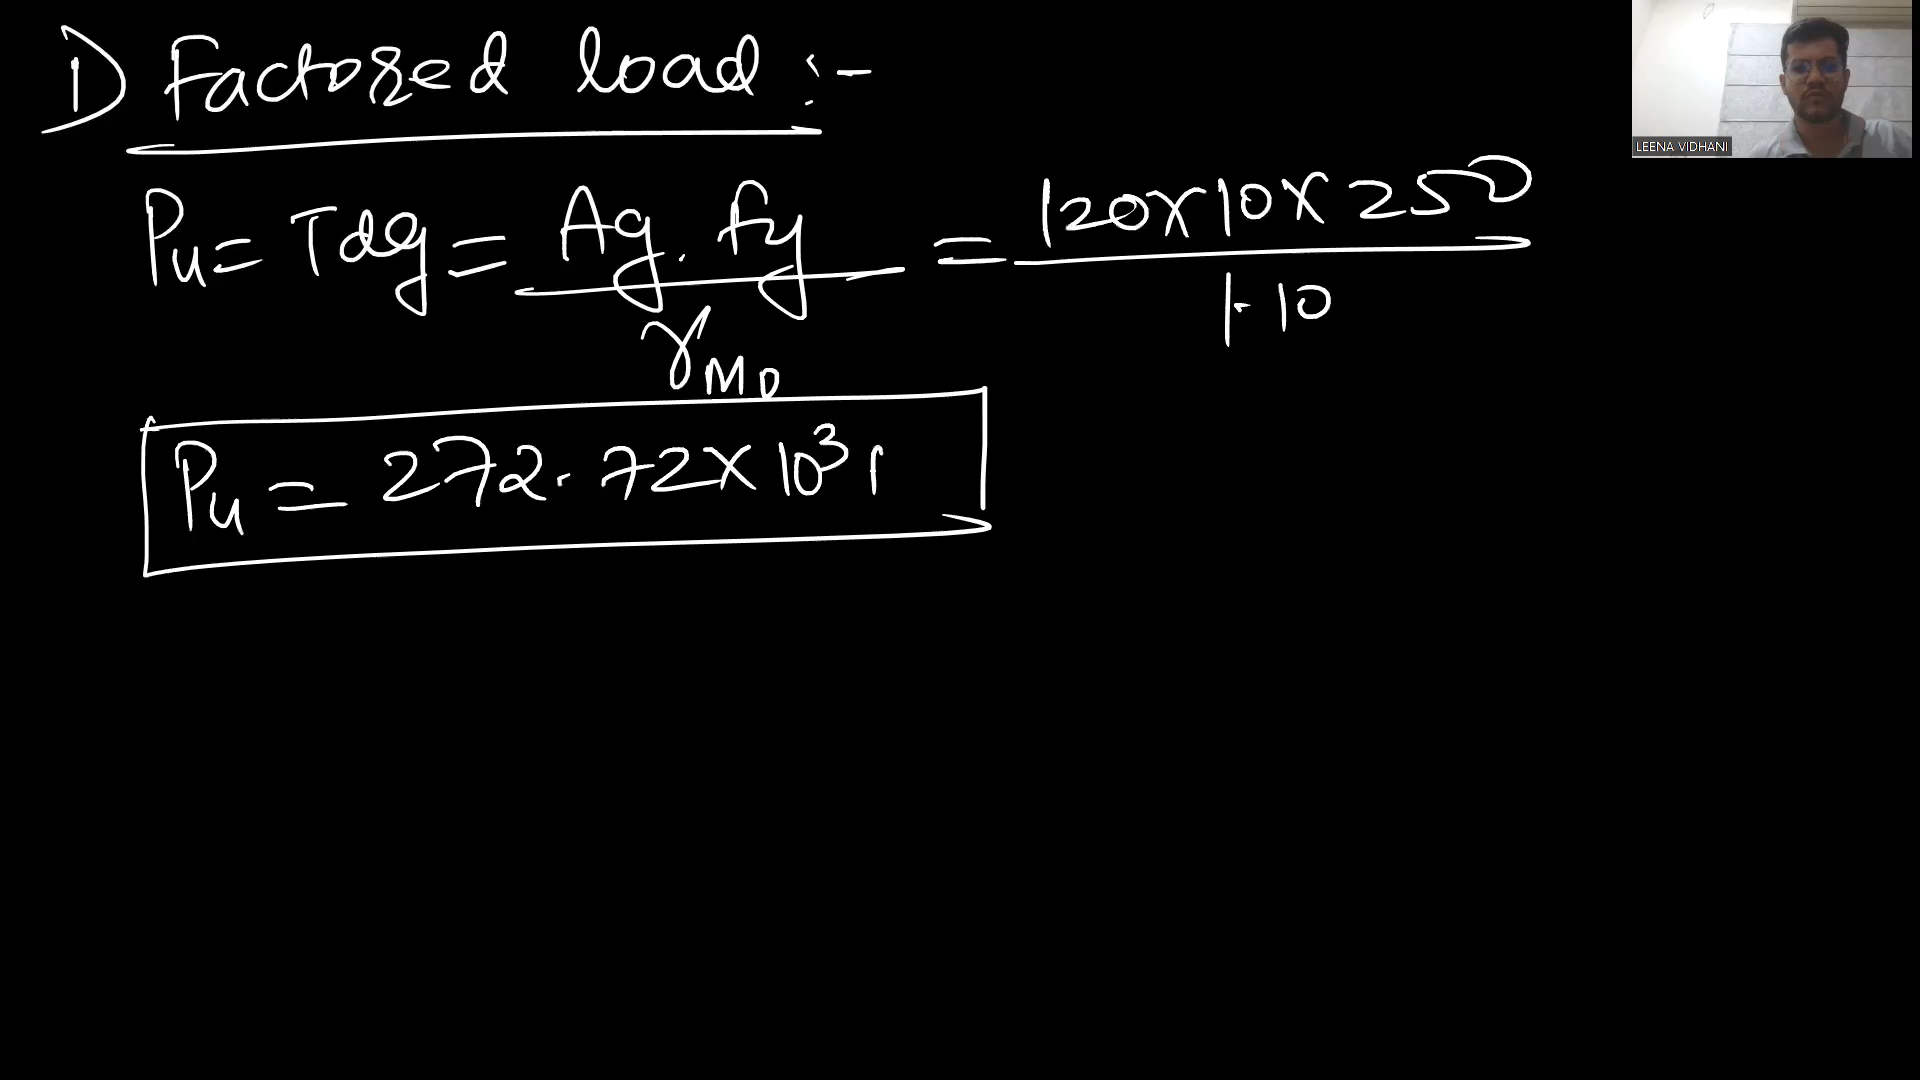 1) Factored load :-
LEENA VIDHANI
Pu = Tdg = Ag. fy / γM0 = 120 x 10 x 250 / 1.10
Pu = 272.72 x 10³